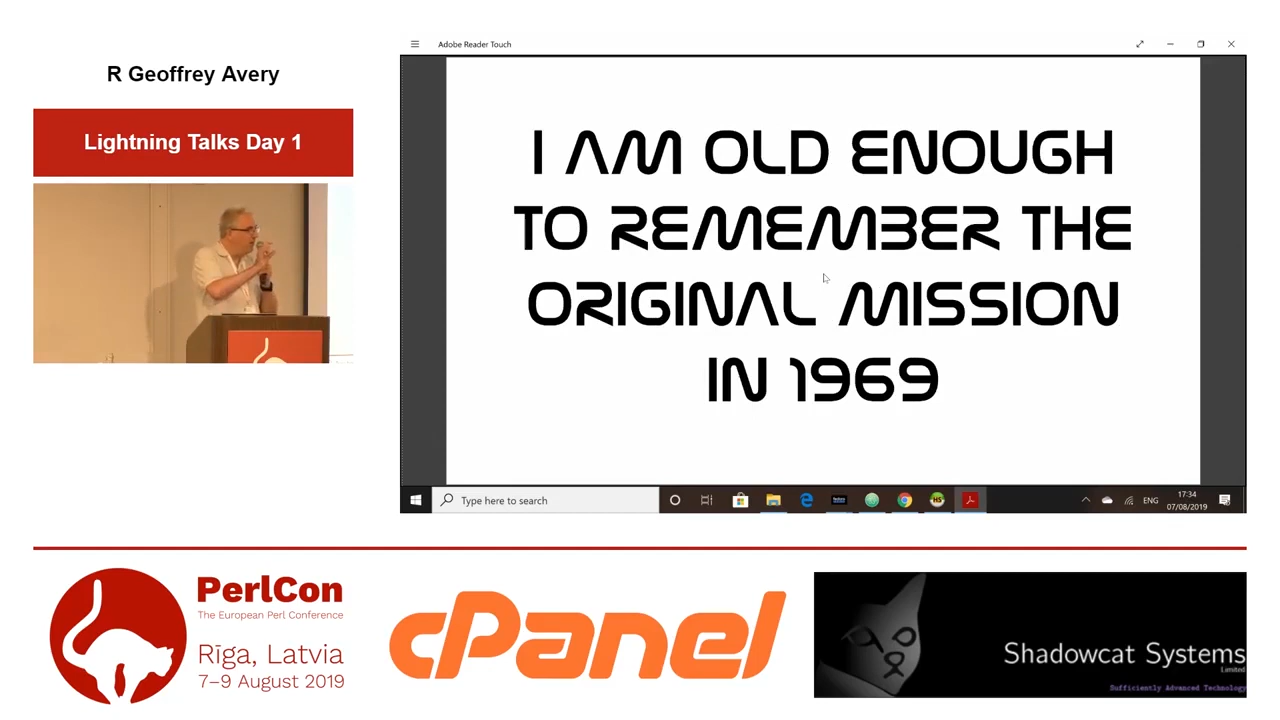 R Geoffrey Avery
Lightning Talks Day 1
Adobe Reader Touch
I AM OLD ENOUGH
TO REMEMBER THE
ORIGINAL MISSION
IN 1969
Type here to search
HS
ENG
17:34
07/08/2019
PerlCon
The European Perl Conference
Rīga, Latvia
7–9 August 2019
cPanel
Shadowcat Systems
Limited
Sufficiently Advanced Technology